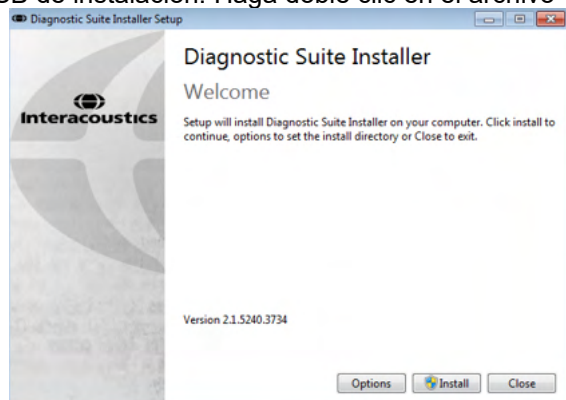 de instalación. Haga doble clic en el archivo
Diagnostic Suite Installer Setup
Diagnostic Suite Installer
Welcome
Interacoustics
Setup will install Diagnostic Suite Installer on your computer. Click install to
continue, options to set the install directory or Close to exit.
Version 2.1.5240.3734
Options
Install
Close